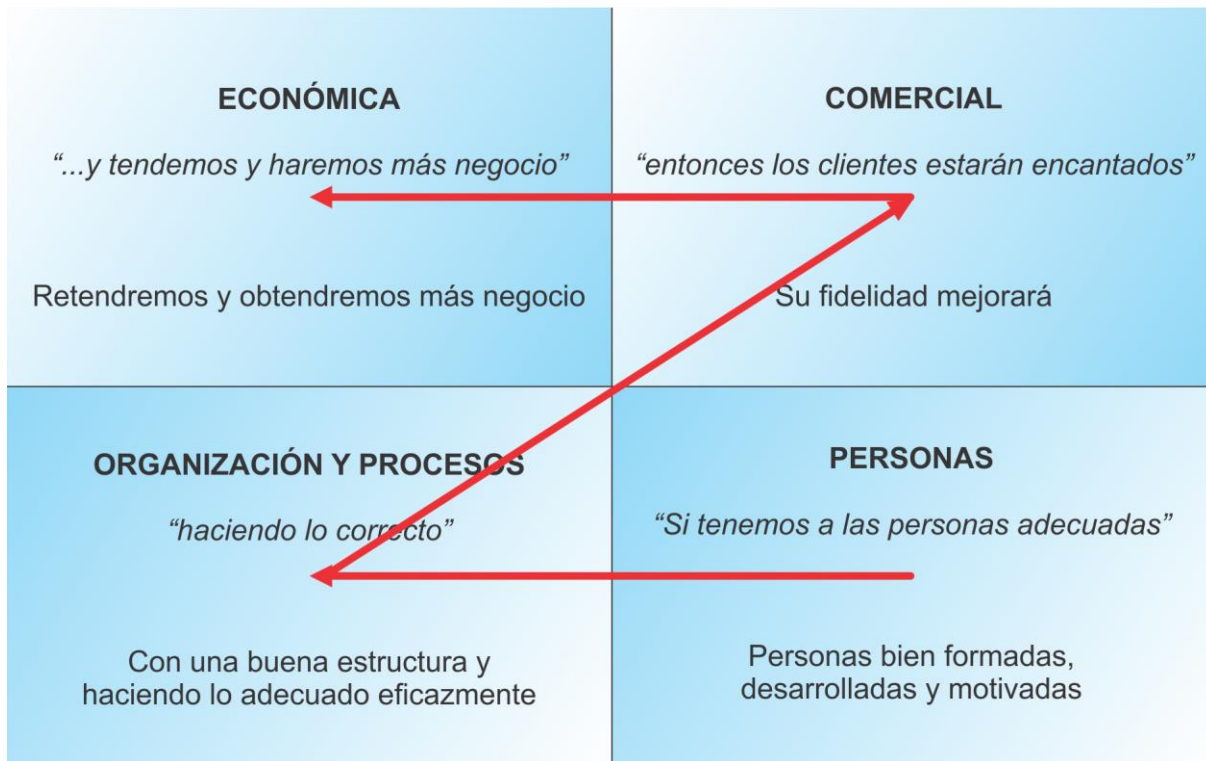 ECONÓMICA
“...y tendemos y haremos más negocio”
Retendremos y obtendremos más negocio
COMERCIAL
“entonces los clientes estarán encantados”
Su fidelidad mejorará
ORGANIZACIÓN Y PROCESOS
“haciendo lo correcto”
Con una buena estructura y
haciendo lo adecuado eficazmente
PERSONAS
“Si tenemos a las personas adecuadas”
Personas bien formadas,
desarrolladas y motivadas